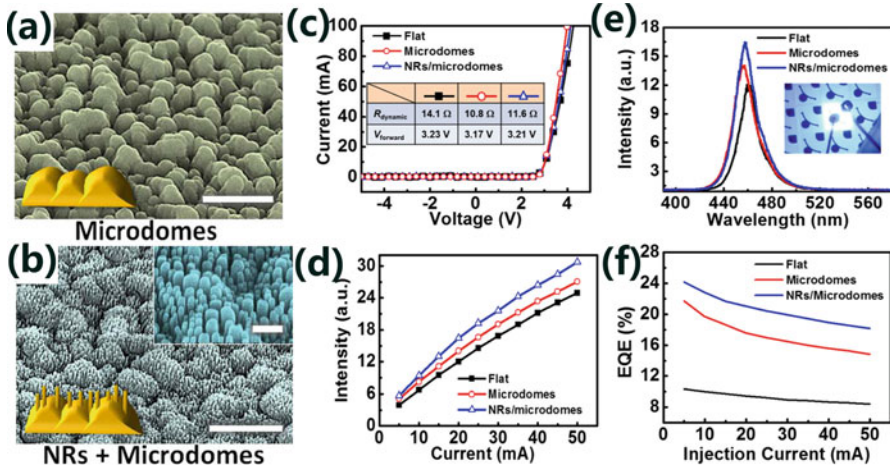 (a)
Microdomes
(b)
NRs + Microdomes
(c)
Current (mA)
100
80
60
40
20
0
Flat
Microdomes
NRs/microdomes
Rdynamic 14.1 Ω 10.8 Ω 11.6 Ω
Vforward 3.23 V 3.17 V 3.21 V
-4 -2 0 2 4
Voltage (V)
(d)
Intensity (a.u.)
30
24
18
12
6
0
Flat
Microdomes
NRs/microdomes
0 10 20 30 40 50
Current (mA)
(e)
Intensity (a.u.)
18
15
12
9
6
3
Flat
Microdomes
NRs/microdomes
400 440 480 520 560
Wavelength (nm)
(f)
EQE (%)
28
24
20
16
12
8
Flat
Microdomes
NRs/Microdomes
0 10 20 30 40 50
Injection Current (mA)